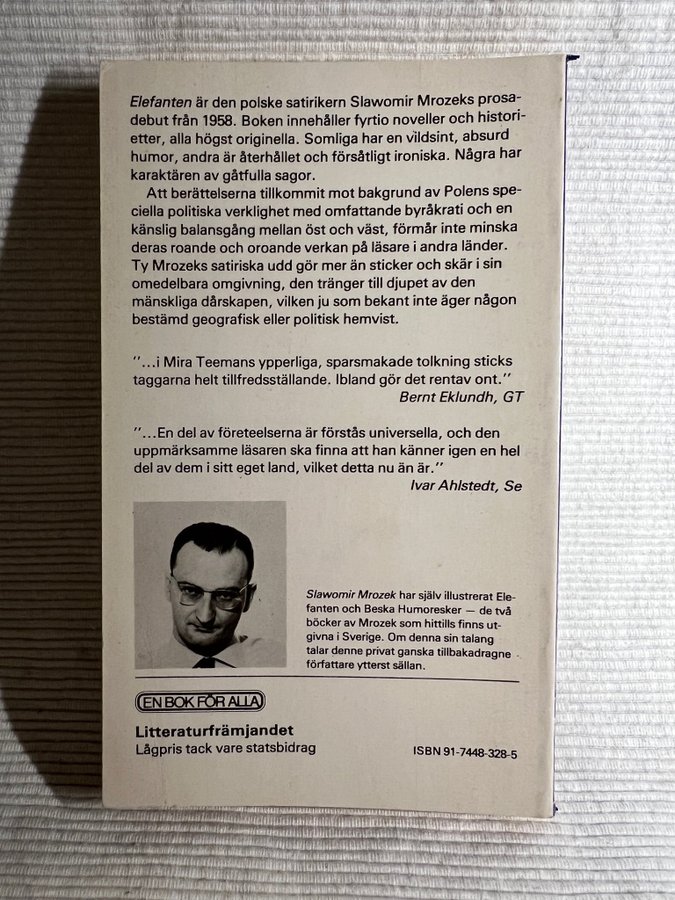 Elefanten är den polske satirikern Slawomir Mrozeks prosa-
debut från 1958. Boken innehåller fyrtio noveller och histori-
etter, alla högst originella. Somliga har en vildsint, absurd
humor, andra är återhållet och försåtligt ironiska. Några har
karaktären av gåtfulla sagor.
Att berättelserna tillkommit mot bakgrund av Polens spe-
ciella politiska verklighet med omfattande byråkrati och en
känslig balansgång mellan öst och väst, förmår inte minska
deras roande och oroande verkan på läsare i andra länder.
Ty Mrozeks satiriska udd gör mer än sticker och skär i sin
omedelbara omgivning, den tränger till djupet av den
mänskliga dårskapen, vilken ju som bekant inte äger någon
bestämd geografisk eller politisk hemvist.
"...i Mira Teemans ypperliga, sparsmakade tolkning sticks
taggarna helt tillfredsställande. Ibland gör det rentav ont."
Bernt Eklundh, GT
"...En del av företeelserna är förstås universella, och den
uppmärksamme läsaren ska finna att han känner igen en hel
del av dem i sitt eget land, vilket detta nu än är."
Ivar Ahlstedt, Se
Slawomir Mrozek har själv illustrerat Ele-
fanten och Beska Humoresker — de två
böcker av Mrozek som hittills finns ut-
givna i Sverige. Om denna sin talang
talar denne privat ganska tillbakadragne
författare ytterst sällan.
EN BOK FÖR ALLA
Litteraturfrämjandet
Lågpris tack vare statsbidrag
ISBN 91-7448-328-5